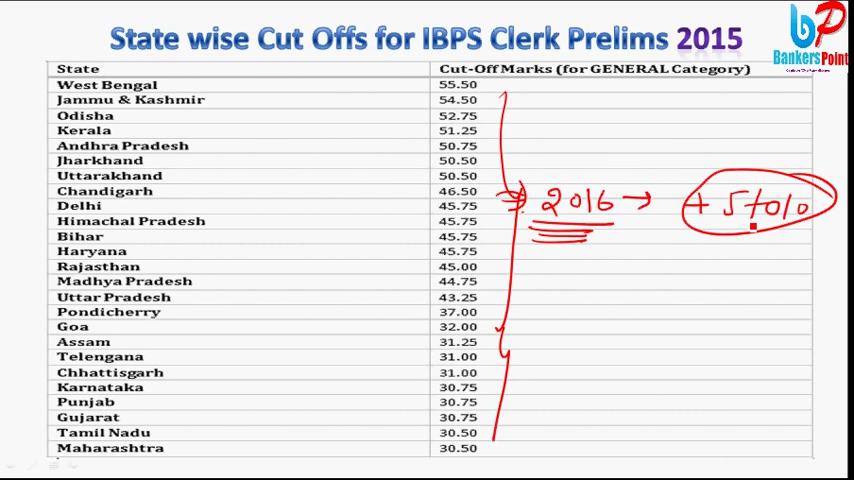 State wise Cut Offs for IBPS Clerk Prelims 2015
bp
BankersPoint
State Cut-Off Marks (for GENERAL Category)
West Bengal 55.50
Jammu & Kashmir 54.50
Odisha 52.75
Kerala 51.25
Andhra Pradesh 50.75
Jharkhand 50.50
Uttarakhand 50.50
Chandigarh 46.50
Delhi 45.75
Himachal Pradesh 45.75
Bihar 45.75
Haryana 45.75
Rajasthan 45.00
Madhya Pradesh 44.75
Uttar Pradesh 43.25
Pondicherry 37.00
Goa 32.00
Assam 31.25
Telengana 31.00
Chhattisgarh 31.00
Karnataka 30.75
Punjab 30.75
Gujarat 30.75
Tamil Nadu 30.50
Maharashtra 30.50
2016 →